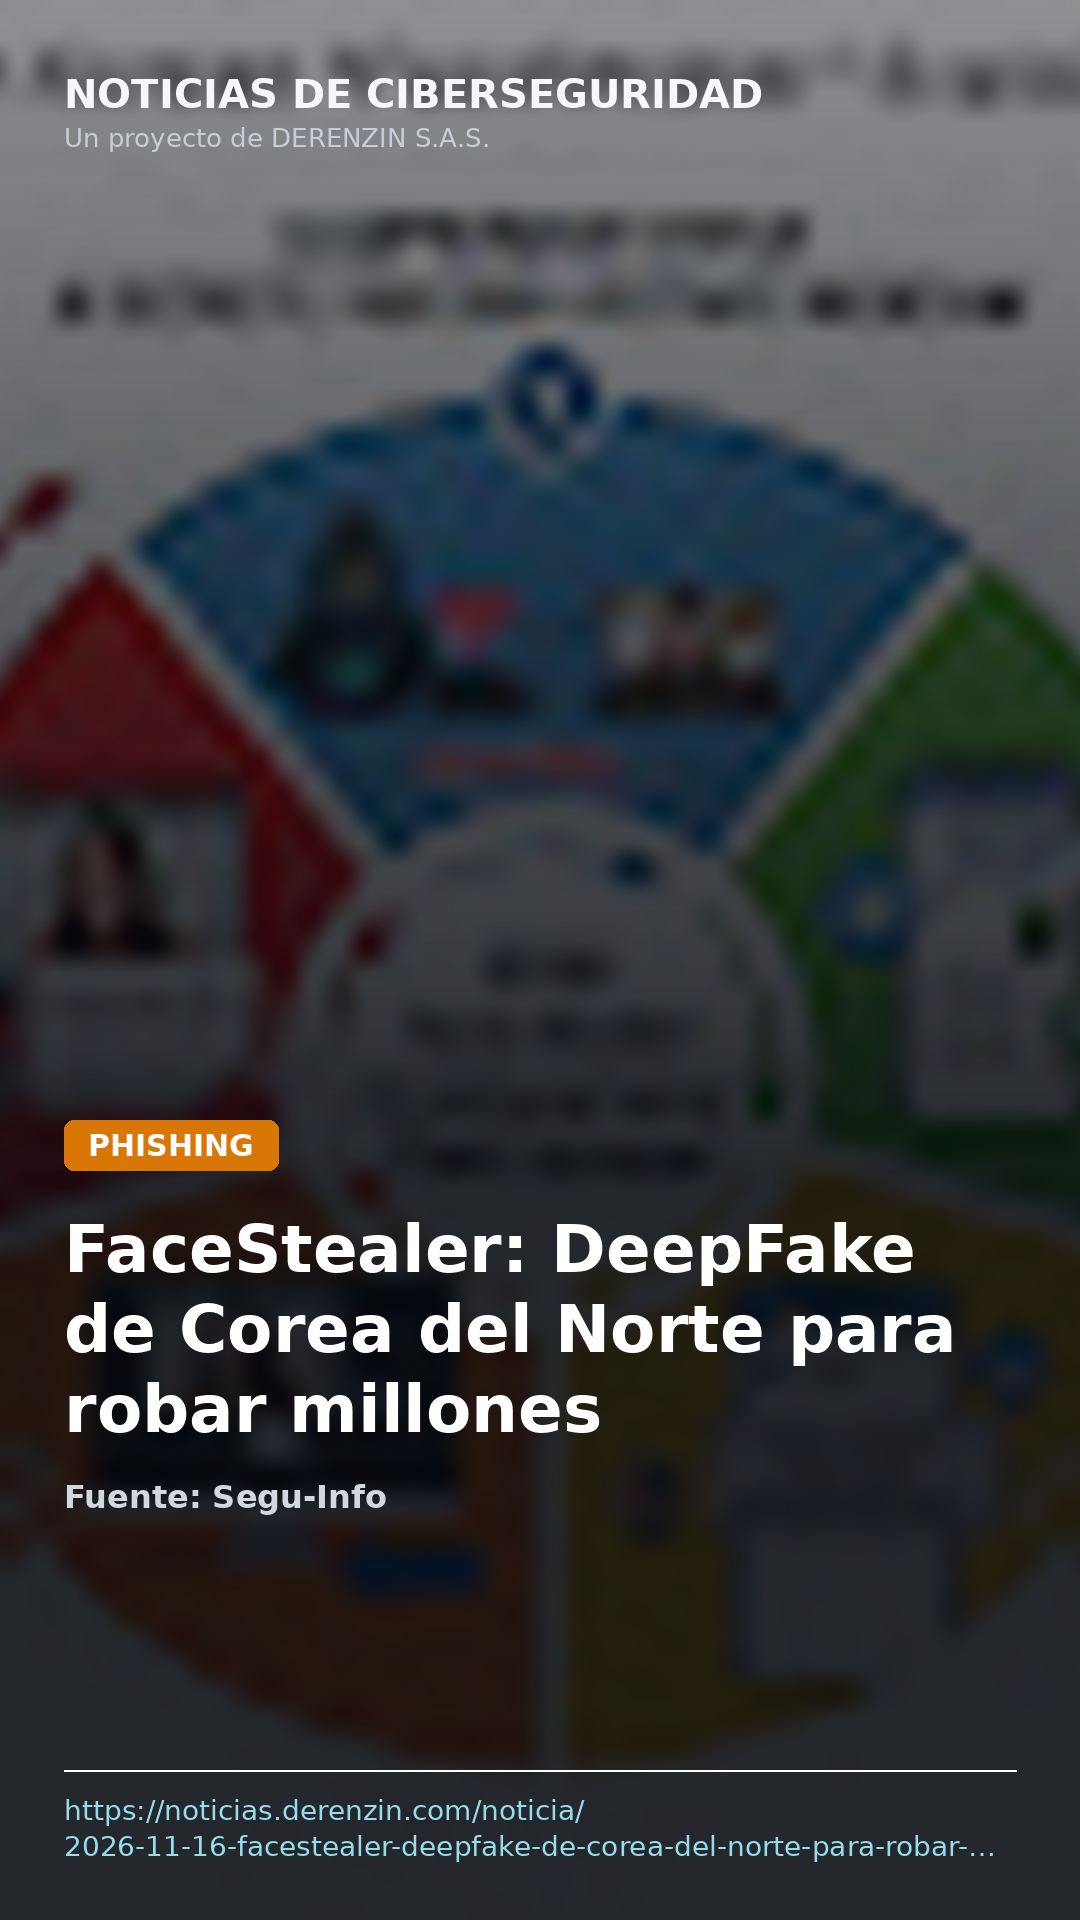 NOTICIAS DE CIBERSEGURIDAD
Un proyecto de DERENZIN S.A.S.
PHISHING
FaceStealer: DeepFake
de Corea del Norte para
robar millones
Fuente: Segu-Info
https://noticias.derenzin.com/noticia/
2026-11-16-facestealer-deepfake-de-corea-del-norte-para-robar-...